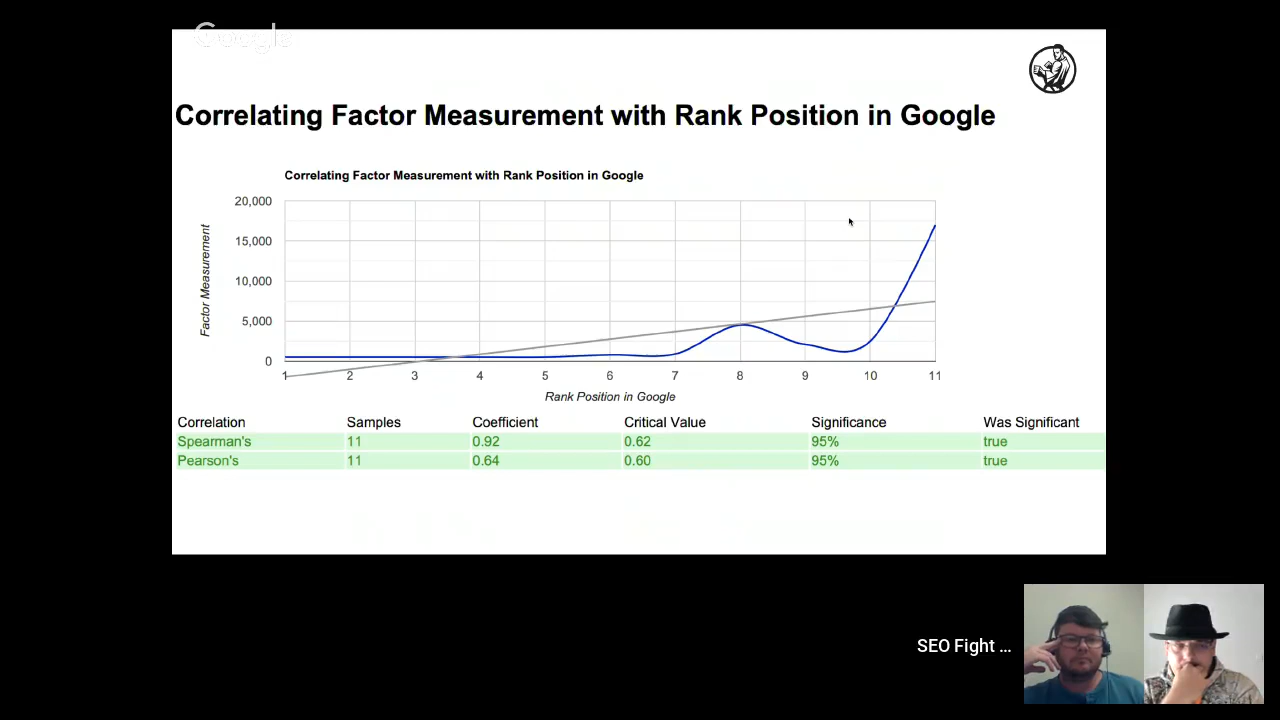 Google
Correlating Factor Measurement with Rank Position in Google
Correlating Factor Measurement with Rank Position in Google
20,000
15,000
10,000
5,000
0
Factor Measurement
1 2 3 4 5 6 7 8 9 10 11
Rank Position in Google
Correlation Samples Coefficient Critical Value Significance Was Significant
Spearman's 11 0.92 0.62 95% true
Pearson's 11 0.64 0.60 95% true
SEO Fight ...